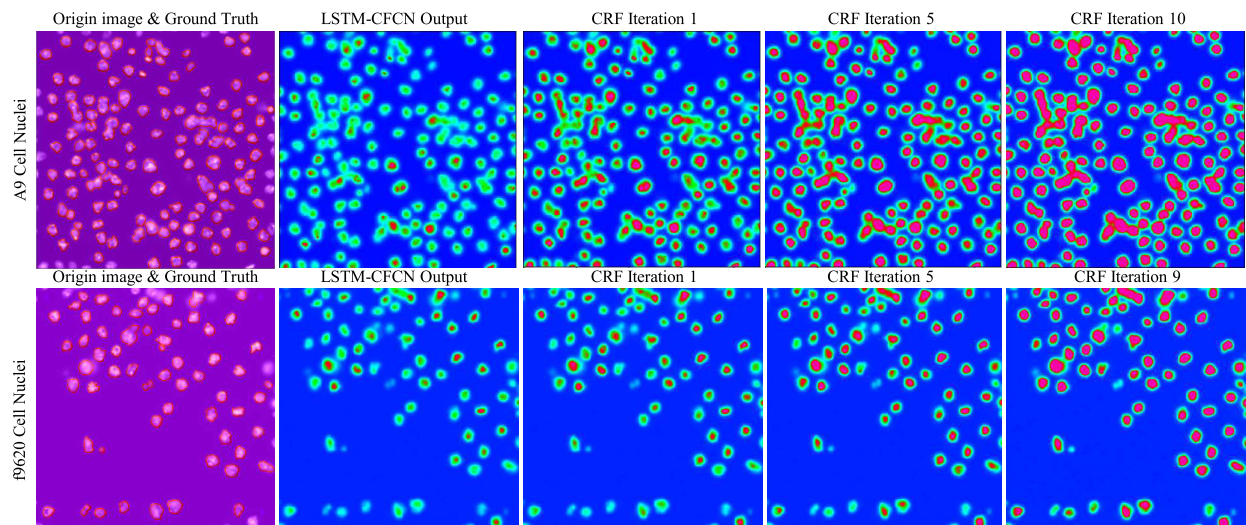 Origin image & Ground Truth LSTM-CFCN Output CRF Iteration 1 CRF Iteration 5 CRF Iteration 10
A9 Cell Nuclei
Origin image & Ground Truth LSTM-CFCN Output CRF Iteration 1 CRF Iteration 5 CRF Iteration 9
f9620 Cell Nuclei